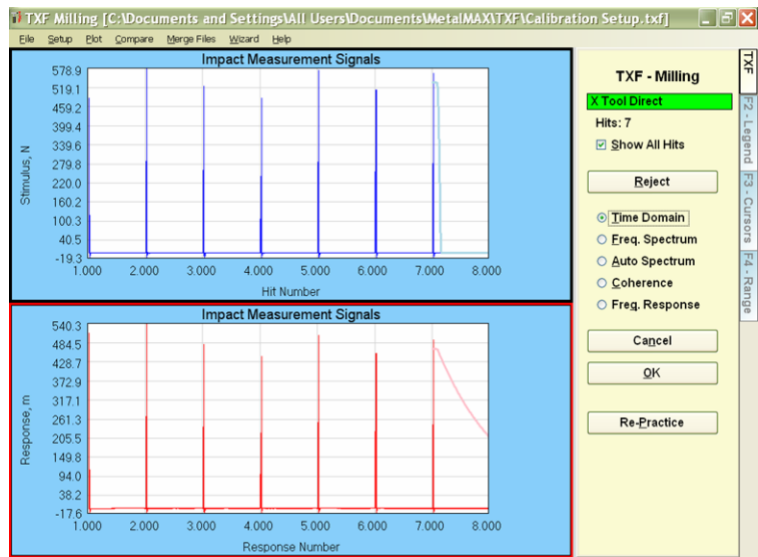 TXF Milling [C:\Documents and Settings\All Users\Documents\MetalMAX\TXF\Calibration Setup.txf]
File Setup Plot Compare Merge Files Wizard Help
Impact Measurement Signals
Stimulus, N
578.9
519.1
459.2
399.4
339.6
279.8
220.0
160.2
100.3
40.5
-19.3
1.000 2.000 3.000 4.000 5.000 6.000 7.000 8.000
Hit Number
Impact Measurement Signals
Response, m
540.3
484.5
428.7
372.9
317.1
261.3
205.5
149.8
94.0
38.2
-17.6
1.000 2.000 3.000 4.000 5.000 6.000 7.000 8.000
Response Number
TXF - Milling
X Tool Direct
Hits: 7
Show All Hits
Reject
Time Domain
Freq. Spectrum
Auto Spectrum
Coherence
Freq. Response
Cancel
OK
Re-Practice
TXF
F2 - Legend
F3 - Cursors
F4 - Range